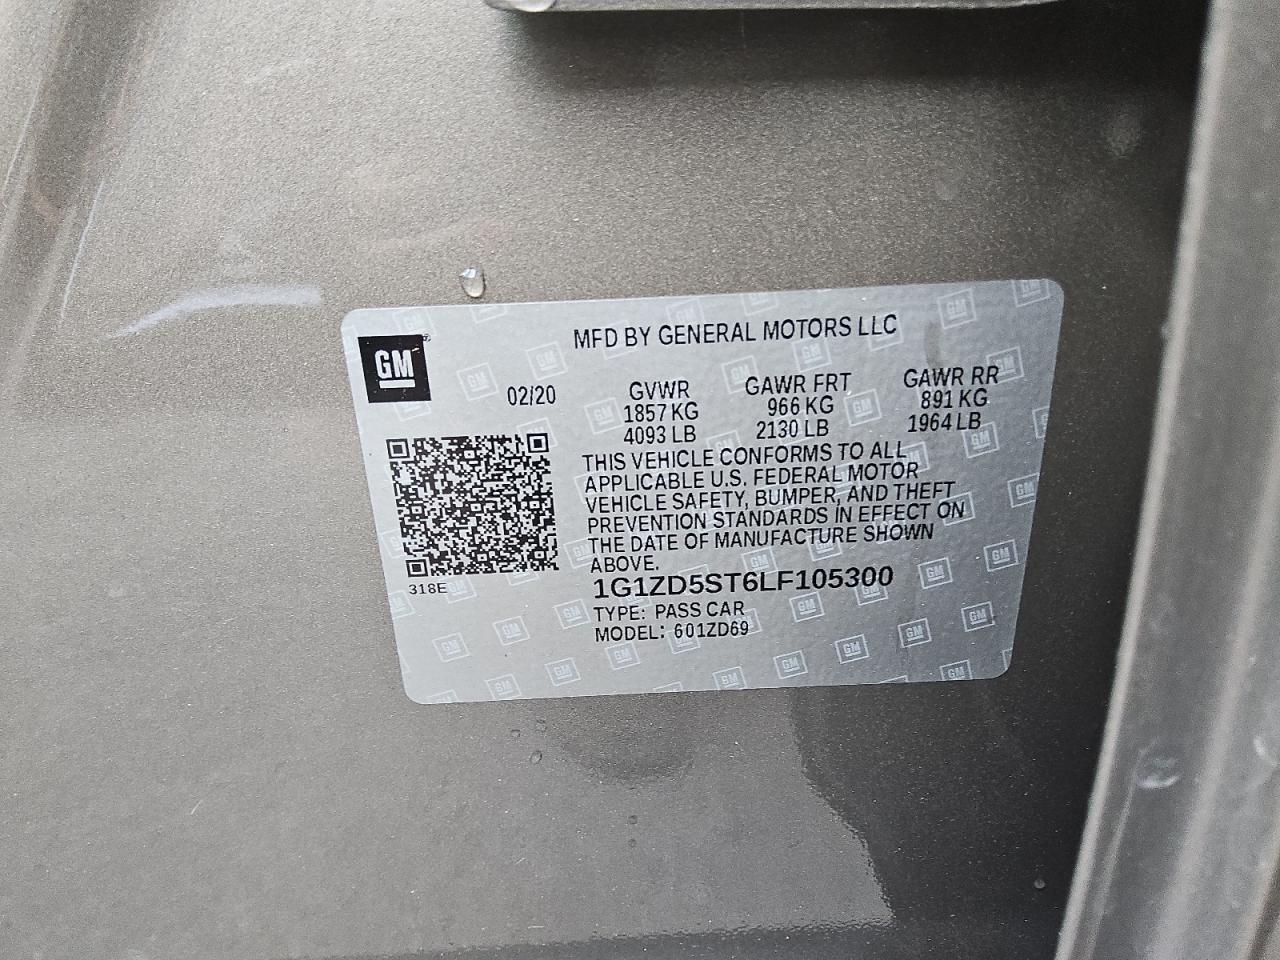 GM
MFD BY GENERAL MOTORS LLC
02/20 GVWR GAWR FRT GAWR RR
1857 KG 966 KG 891 KG
4093 LB 2130 LB 1964 LB
THIS VEHICLE CONFORMS TO ALL
APPLICABLE U.S. FEDERAL MOTOR
VEHICLE SAFETY, BUMPER, AND THEFT
PREVENTION STANDARDS IN EFFECT ON
THE DATE OF MANUFACTURE SHOWN
ABOVE.
318E
1G1ZD5ST6LF105300
TYPE: PASS CAR
MODEL: 601ZD69